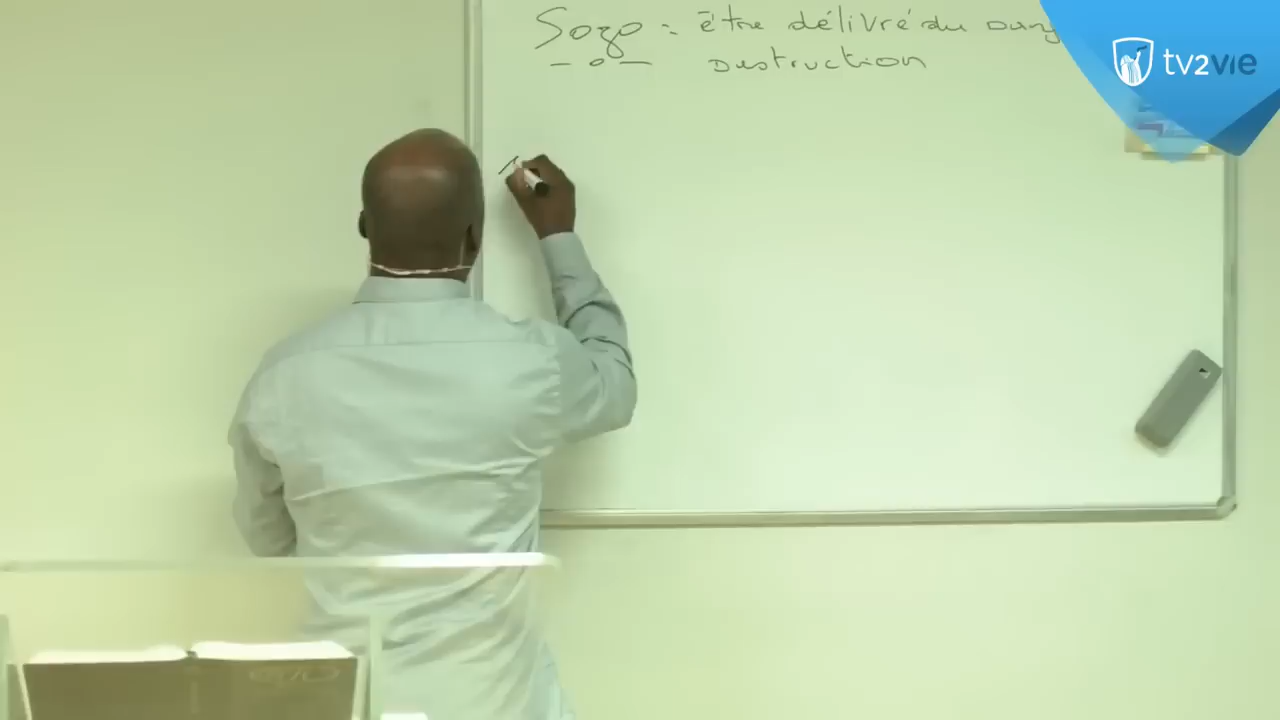 Sozo : être délivré du
Destruction
tv2vie